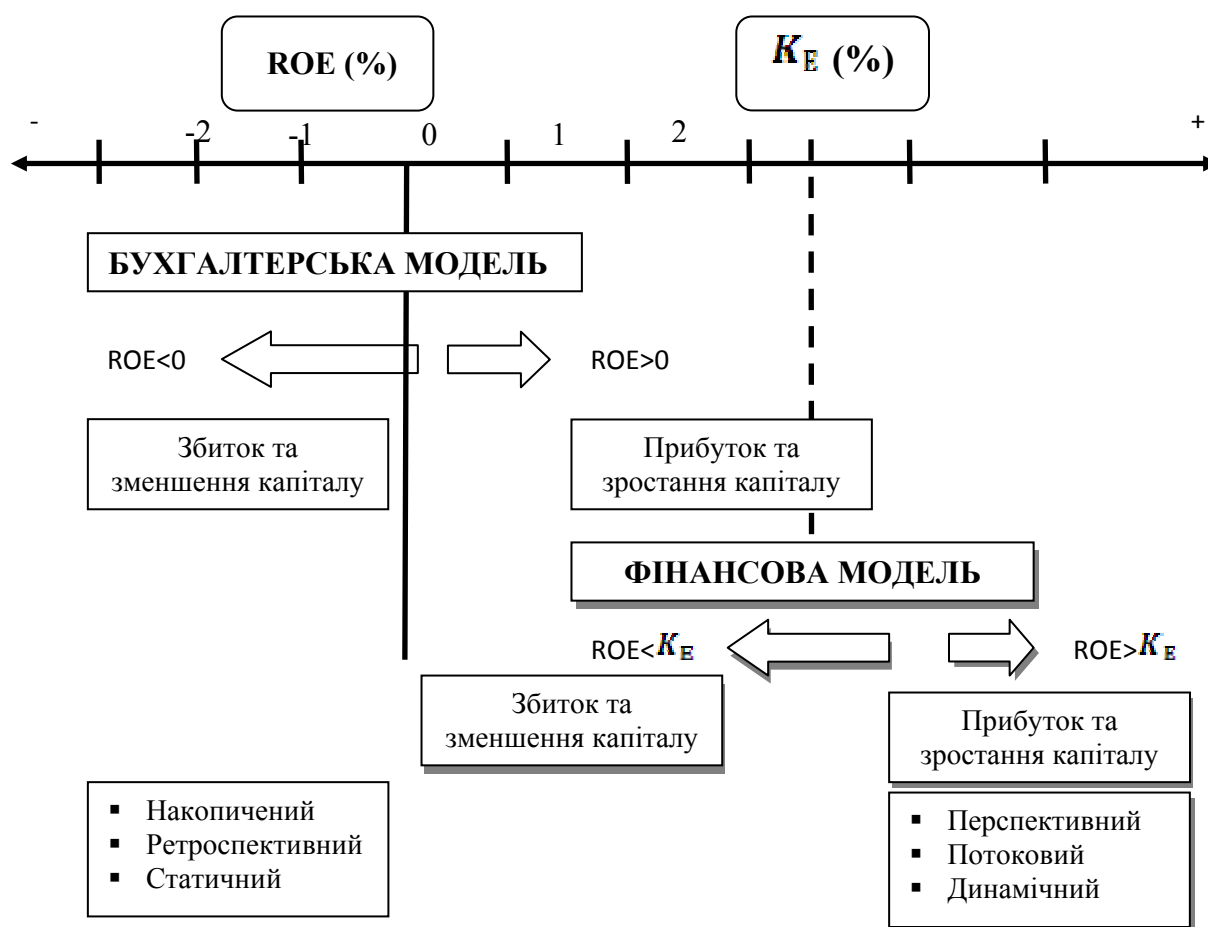 ROE (%)
K_E (%)
-
-2
-1
0
1
2
+
БУХГАЛТЕРСЬКА МОДЕЛЬ
ROE<0
ROE>0
Збиток та
зменшення капіталу
Прибуток та
зростання капіталу
ФІНАНСОВА МОДЕЛЬ
ROE<K_E
ROE>K_E
Збиток та
зменшення капіталу
Прибуток та
зростання капіталу
▪ Накопичений
▪ Ретроспективний
▪ Статичний
▪ Перспективний
▪ Потоковий
▪ Динамічний